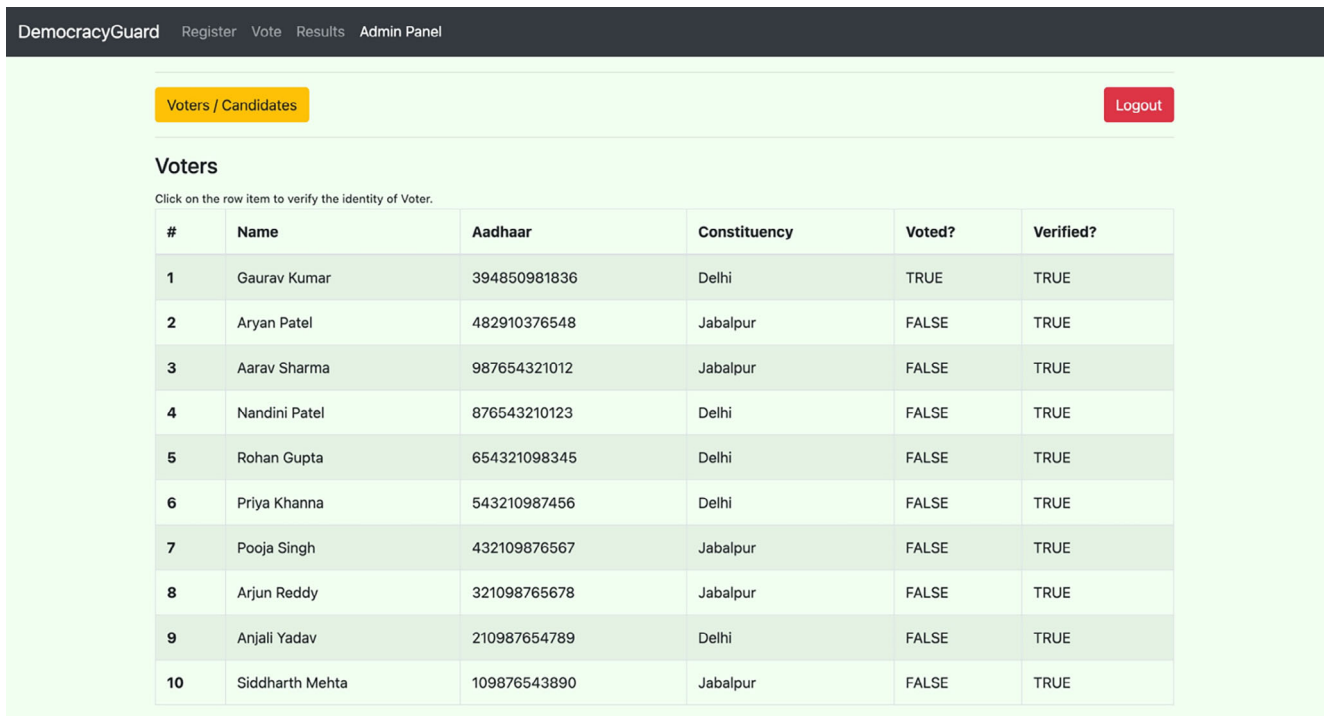 DemocracyGuard Register Vote Results Admin Panel
Voters / Candidates Logout
Voters
Click on the row item to verify the identity of Voter.
# Name Aadhaar Constituency Voted? Verified?
1 Gaurav Kumar 394850981836 Delhi TRUE TRUE
2 Aryan Patel 482910376548 Jabalpur FALSE TRUE
3 Aarav Sharma 987654321012 Jabalpur FALSE TRUE
4 Nandini Patel 876543210123 Delhi FALSE TRUE
5 Rohan Gupta 654321098345 Delhi FALSE TRUE
6 Priya Khanna 543210987456 Delhi FALSE TRUE
7 Pooja Singh 432109876567 Jabalpur FALSE TRUE
8 Arjun Reddy 321098765678 Jabalpur FALSE TRUE
9 Anjali Yadav 210987654789 Delhi FALSE TRUE
10 Siddharth Mehta 109876543890 Jabalpur FALSE TRUE